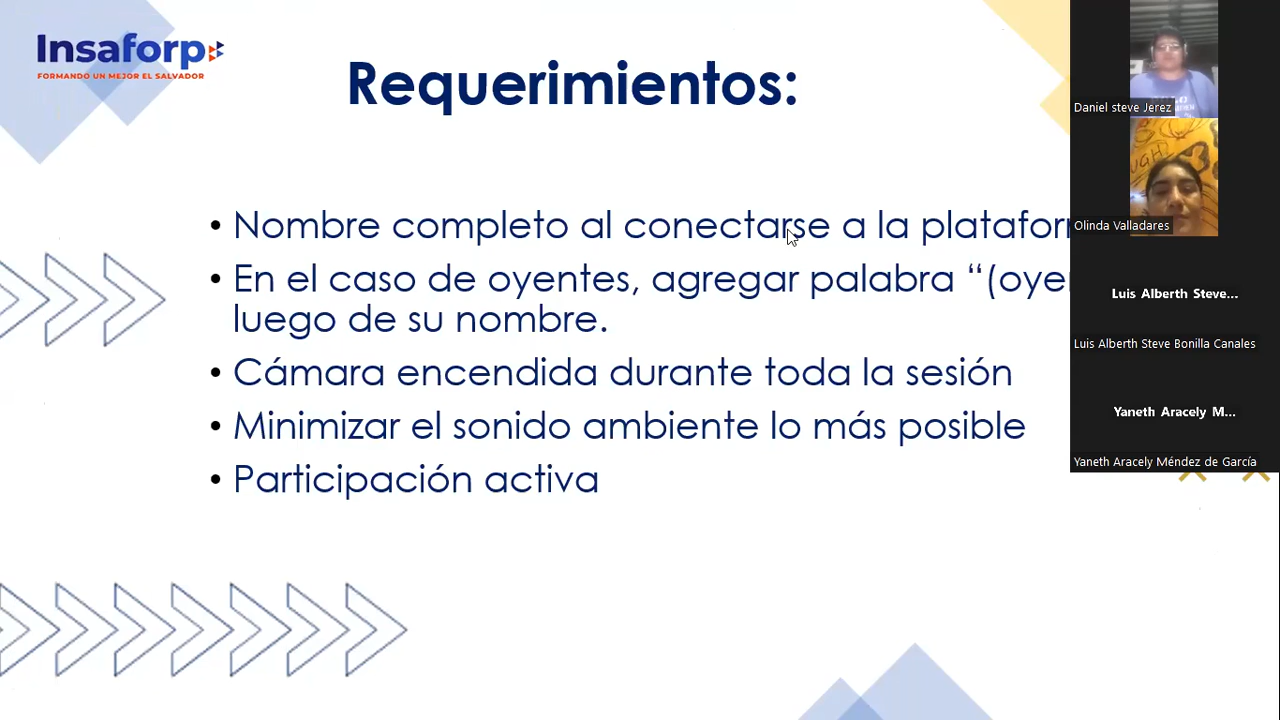 Insaforp
FORMANDO UN MEJOR EL SALVADOR
Requerimientos:
• Nombre completo al conectarse a la
• En el caso de oyentes, agregar palabra
luego de su nombre.
• Cámara encendida durante toda la sesión
• Minimizar el sonido ambiente lo más posible
• Participación activa
Daniel steve Jerez
Olinda Valladares
Luis Alberth Steve...
Luis Alberth Steve Bonilla Canales
Yaneth Aracely M...
Yaneth Aracely Méndez de García